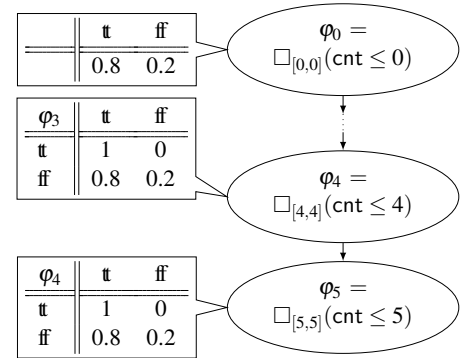 tt ff
0.8 0.2
φ₀ =
□[0,0](cnt ≤ 0)
φ₃ tt ff
tt 1 0
ff 0.8 0.2
φ₄ =
□[4,4](cnt ≤ 4)
φ₄ tt ff
tt 1 0
ff 0.8 0.2
φ₅ =
□[5,5](cnt ≤ 5)